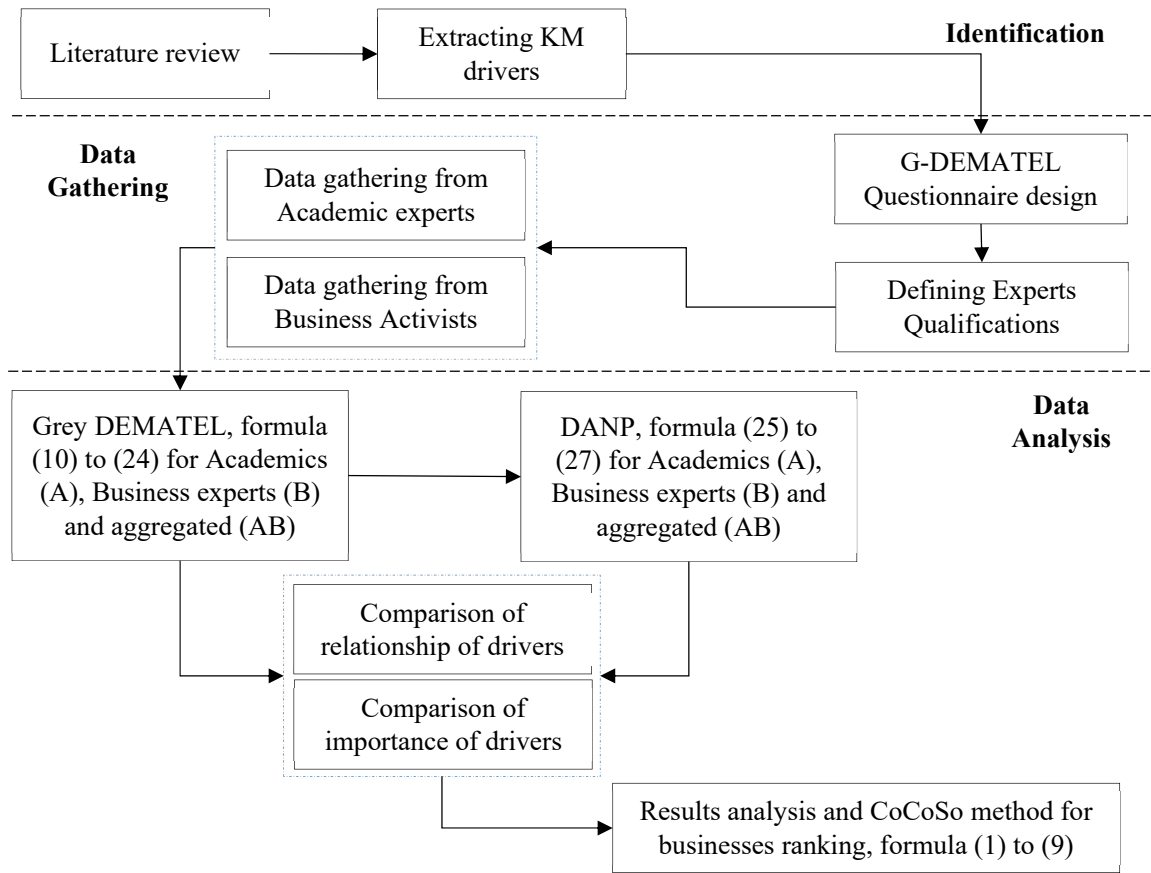 Literature review
Extracting KM
drivers
Identification
Data
Gathering
Data gathering from
Academic experts
Data gathering from
Business Activists
G-DEMATEL
Questionnaire design
Defining Experts
Qualifications
Data
Analysis
Grey DEMATEL, formula
(10) to (24) for Academics
(A), Business experts (B)
and aggregated (AB)
DANP, formula (25) to
(27) for Academics (A),
Business experts (B) and
aggregated (AB)
Comparison of
relationship of drivers
Comparison of
importance of drivers
Results analysis and CoCoSo method for
businesses ranking, formula (1) to (9)